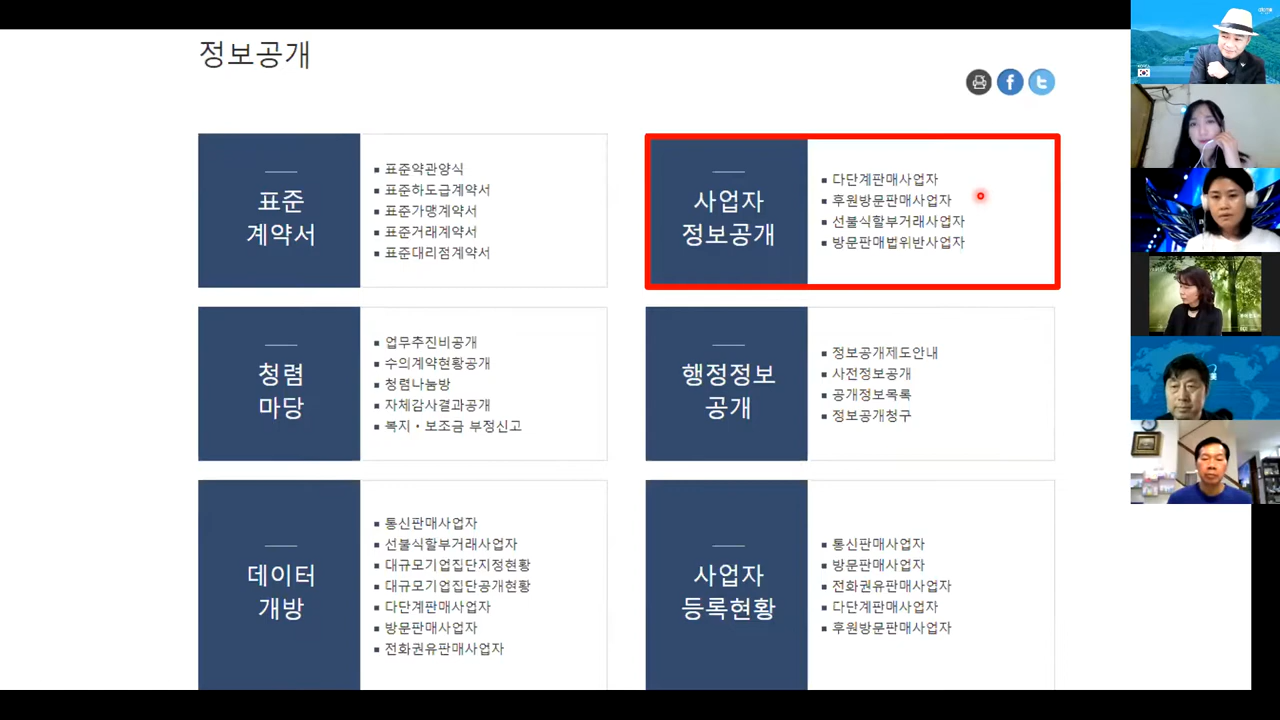 정보공개
표준
계약서
표준약관양식
표준하도급계약서
표준가맹계약서
표준거래계약서
표준대리점계약서
사업자
정보공개
다단계판매사업자
후원방문판매사업자
선불식할부거래사업자
방문판매법위반사업자
청렴
마당
업무추진비공개
수의계약현황공개
청렴나눔방
자체감사결과공개
복지・보조금 부정신고
행정정보
공개
정보공개제도안내
사전정보공개
공개정보목록
정보공개청구
데이터
개방
통신판매사업자
선불식할부거래사업자
대규모기업집단지정현황
대규모기업집단공개현황
다단계판매사업자
방문판매사업자
전화권유판매사업자
사업자
등록현황
통신판매사업자
방문판매사업자
전화권유판매사업자
다단계판매사업자
후원방문판매사업자